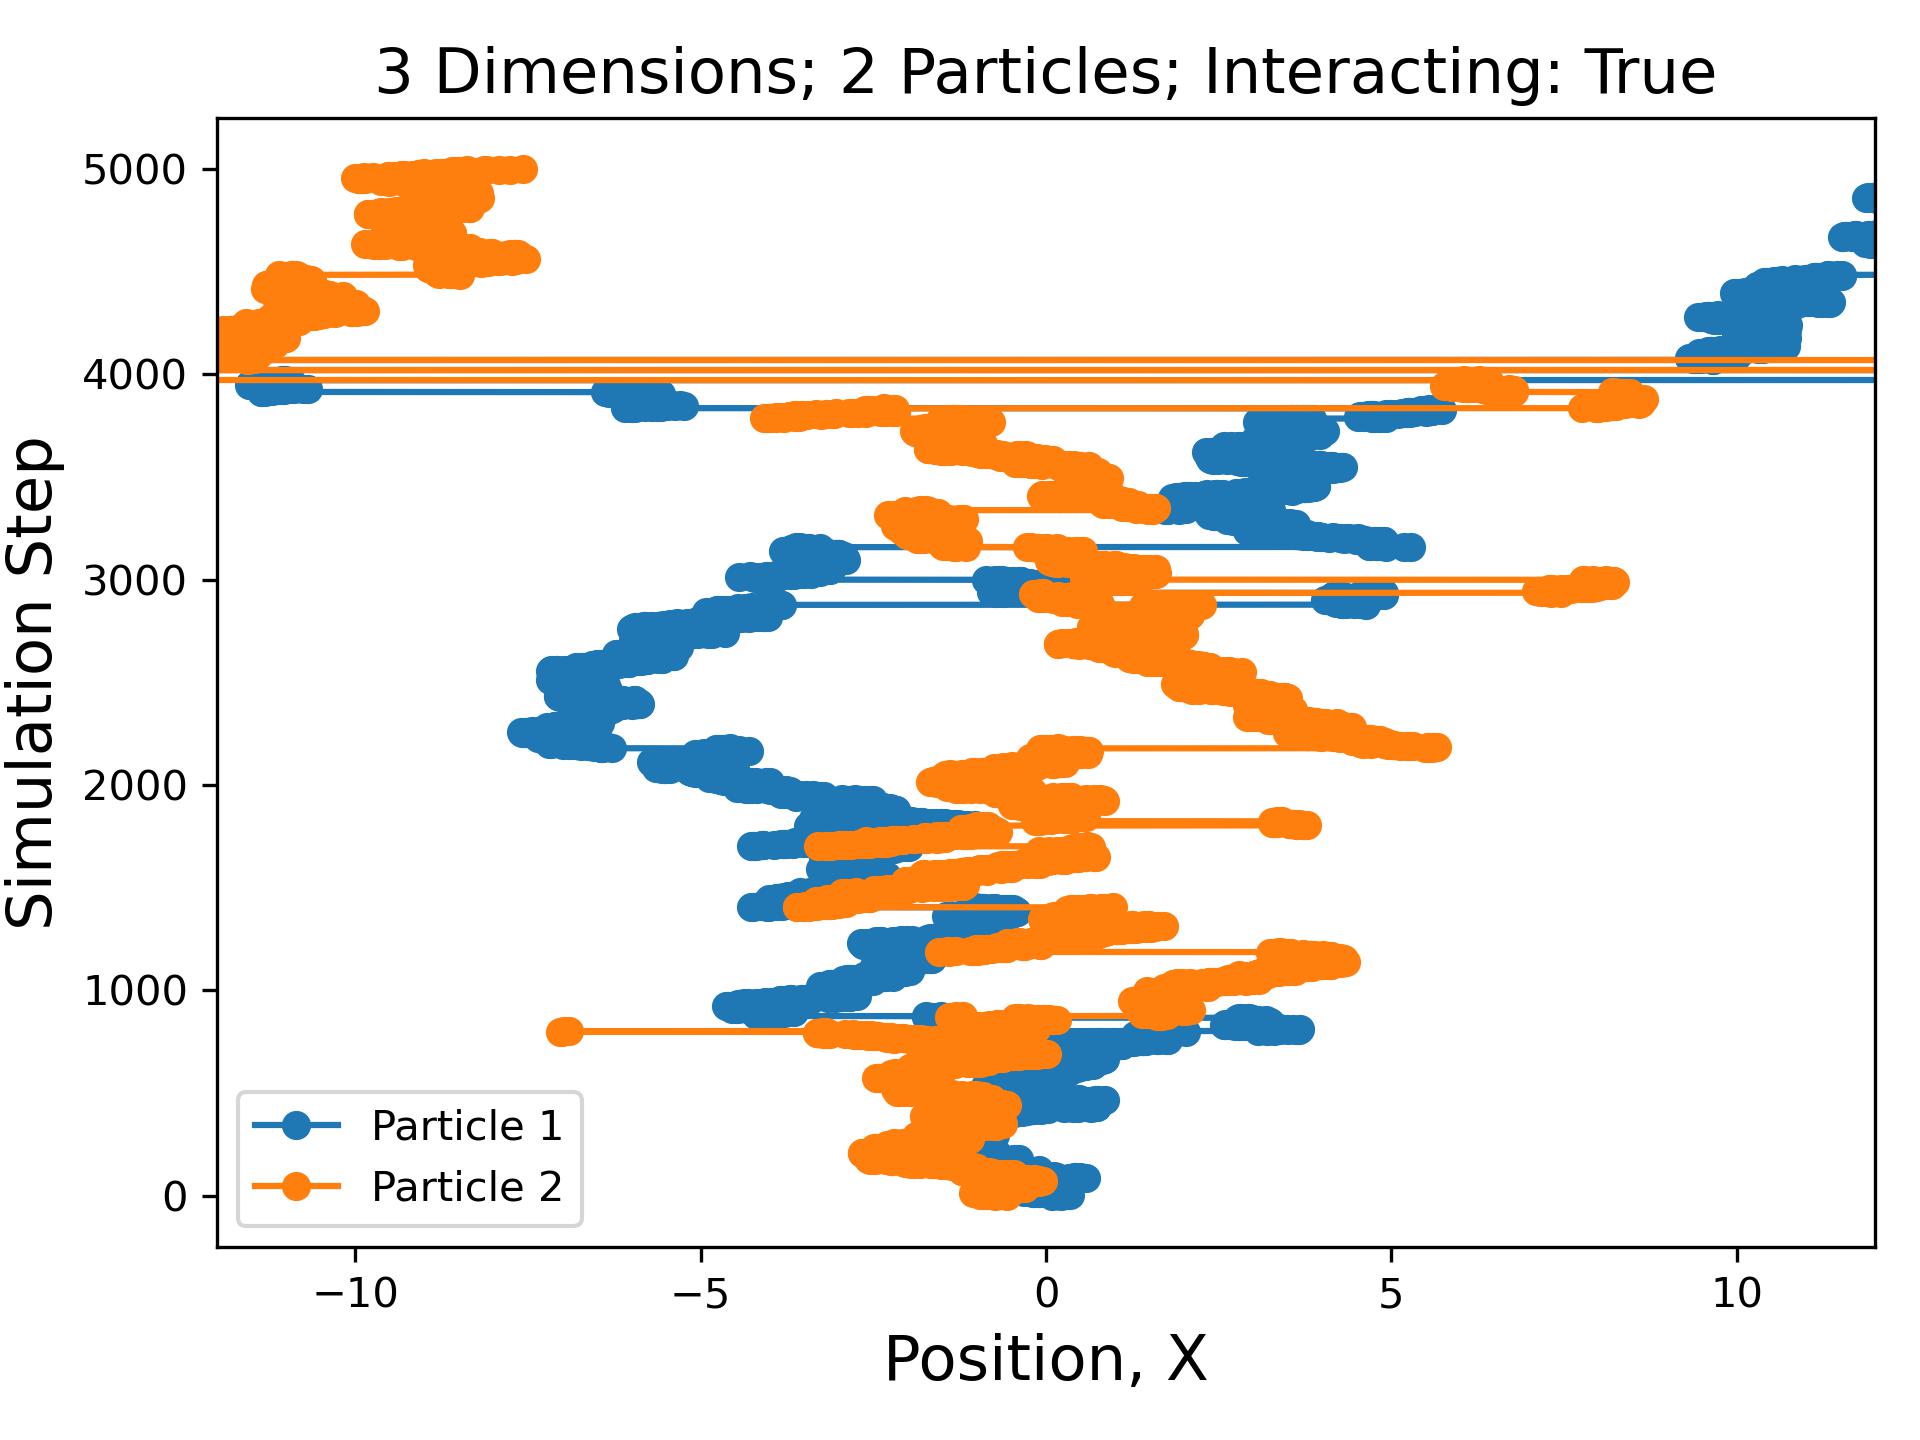 3 Dimensions; 2 Particles; Interacting: True
Simulation Step
5000
4000
3000
2000
1000
0
Particle 1
Particle 2
−10
−5
0
5
10
Position, X